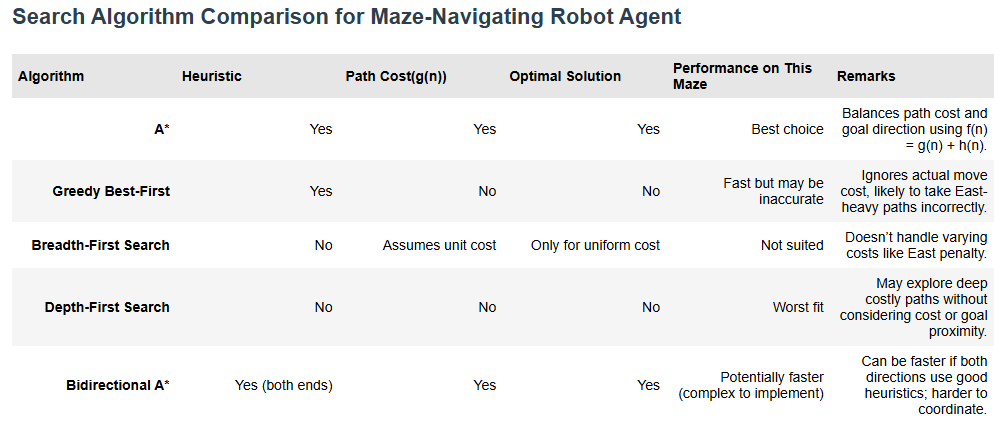 Search Algorithm Comparison for Maze-Navigating Robot Agent
Algorithm Heuristic Path Cost(g(n)) Optimal Solution Performance on This Maze Remarks
A* Yes Yes Yes Best choice Balances path cost and goal direction using f(n) = g(n) + h(n).
Greedy Best-First Yes No No Fast but may be inaccurate Ignores actual move cost, likely to take East-heavy paths incorrectly.
Breadth-First Search No Assumes unit cost Only for uniform cost Not suited Doesn’t handle varying costs like East penalty.
Depth-First Search No No No Worst fit May explore deep costly paths without considering cost or goal proximity.
Bidirectional A* Yes (both ends) Yes Yes Potentially faster (complex to implement) Can be faster if both directions use good heuristics; harder to coordinate.